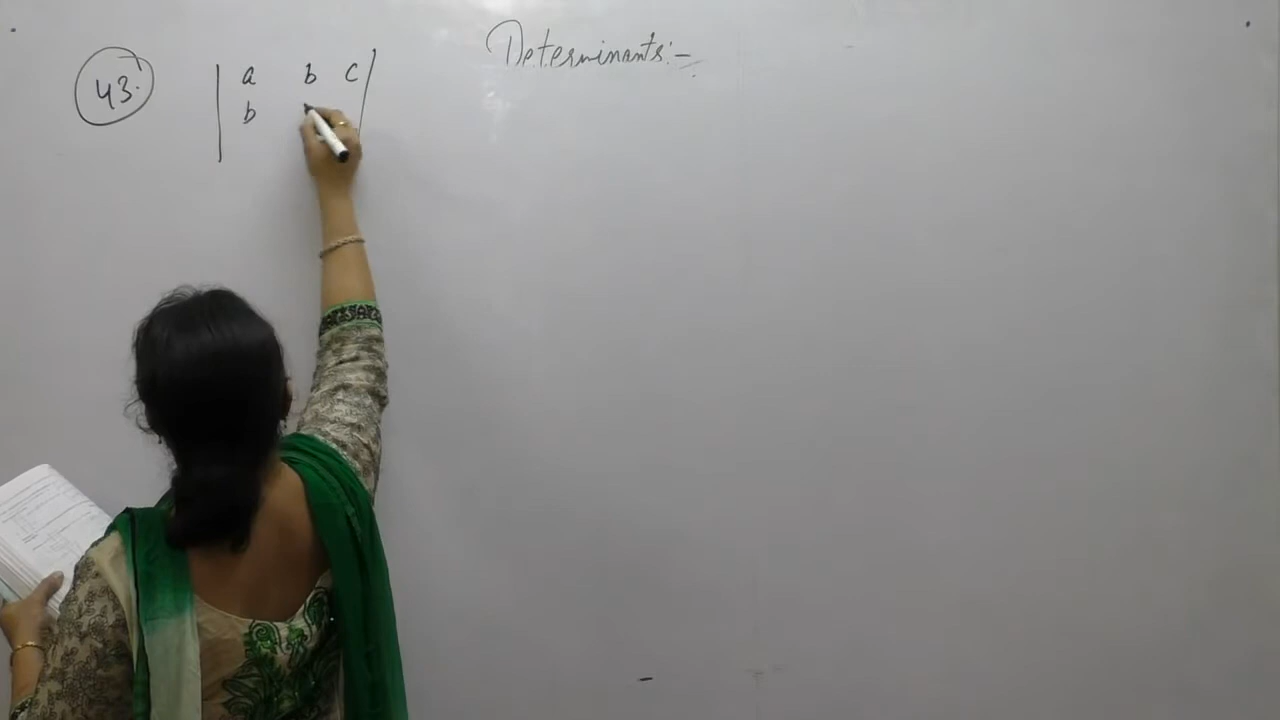 Determinants:-
43.
| a b c |
| b